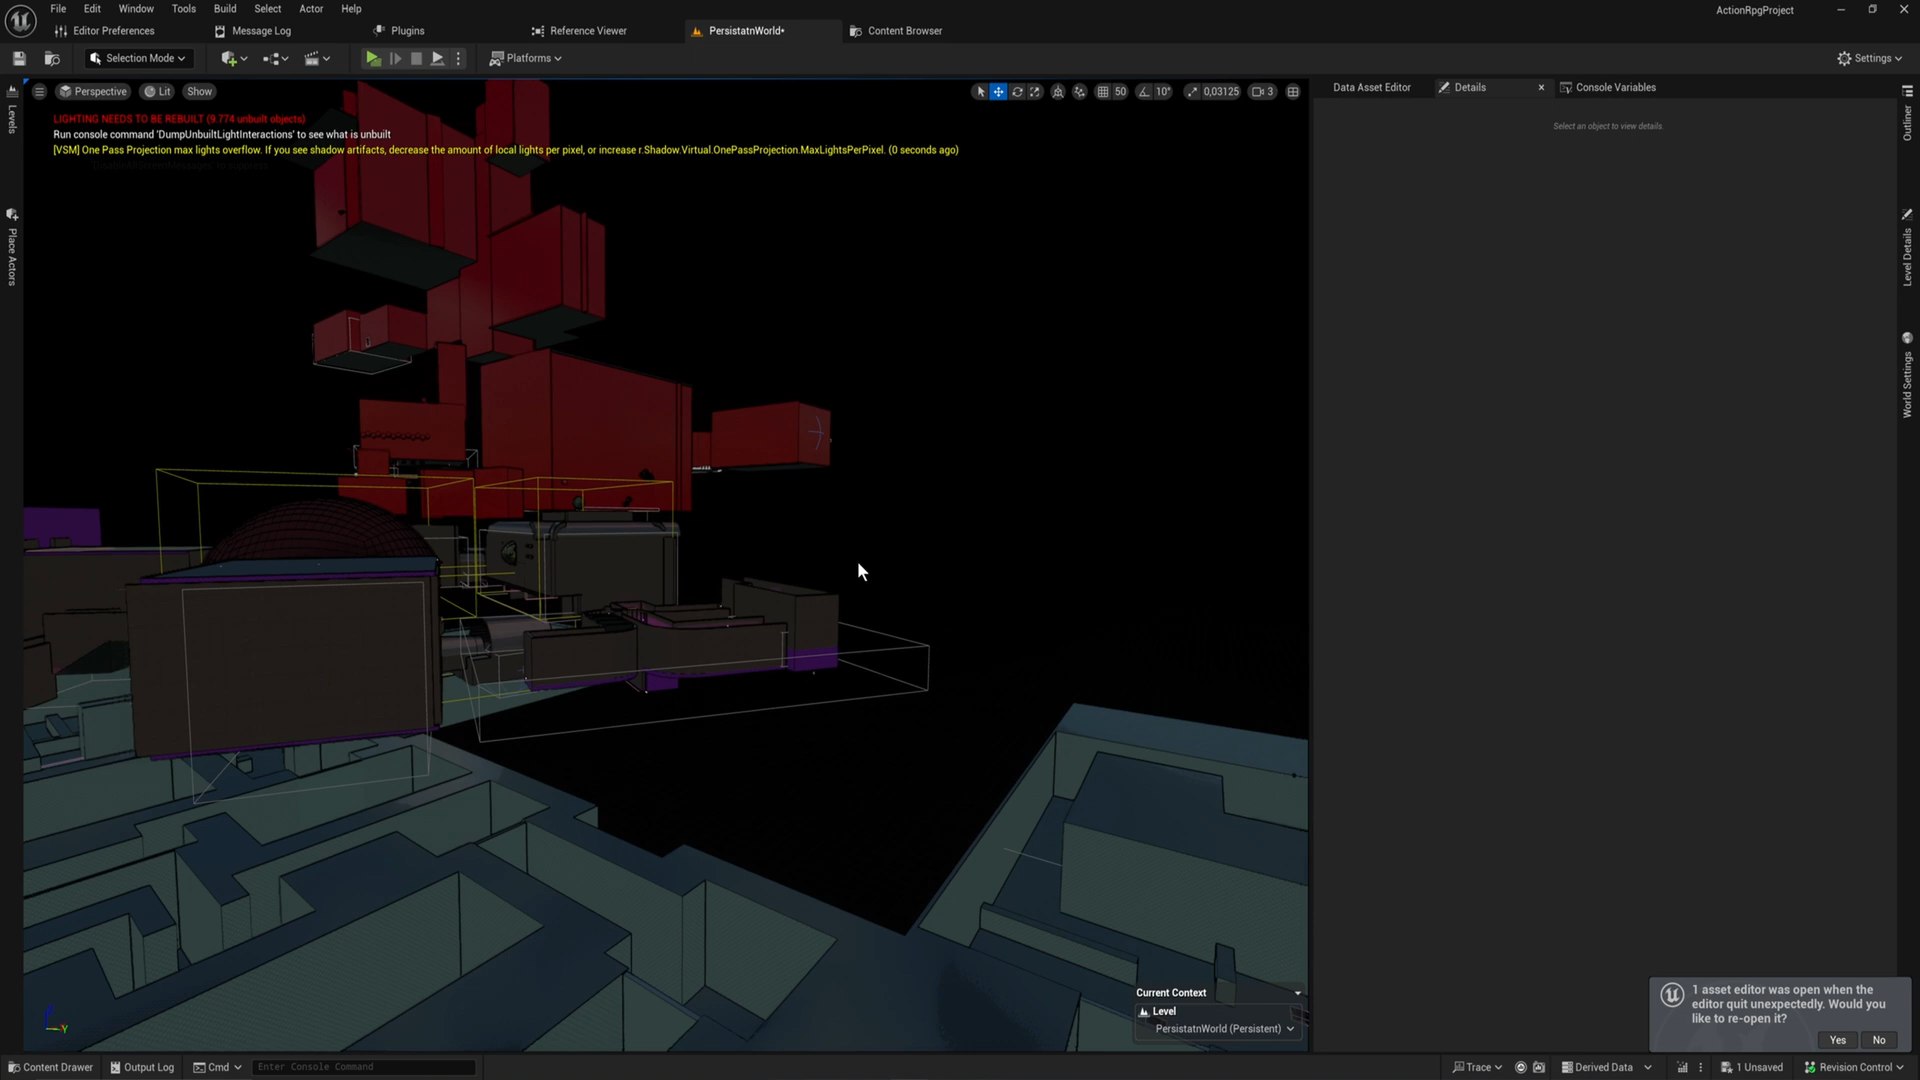 File Edit Window Tools Build Select Actor Help
ActionRpgProject
Editor Preferences
Message Log
Plugins
Reference Viewer
PersistatnWorld*
Content Browser
Selection Mode
Platforms
Settings
Perspective
Lit
Show
50
10°
0,03125
3
LIGHTING NEEDS TO BE REBUILT (9.774 unbuilt objects)
Run console command 'DumpUnbuiltLightInteractions' to see what is unbuilt
[VSM] One Pass Projection max lights overflow. If you see shadow artifacts, decrease the amount of local lights per pixel, or increase r.Shadow.Virtual.OnePassProjection.MaxLightsPerPixel. (0 seconds ago)
Levels
Place Actors
Data Asset Editor
Details
Console Variables
Select an object to view details.
Outliner
Level Details
World Settings
Y
Current Context
Level
PersistatnWorld (Persistent)
1 asset editor was open when the
editor quit unexpectedly. Would you
like to re-open it?
Yes
No
Content Drawer
Output Log
Cmd
Enter Console Command
Trace
Derived Data
1 Unsaved
Revision Control